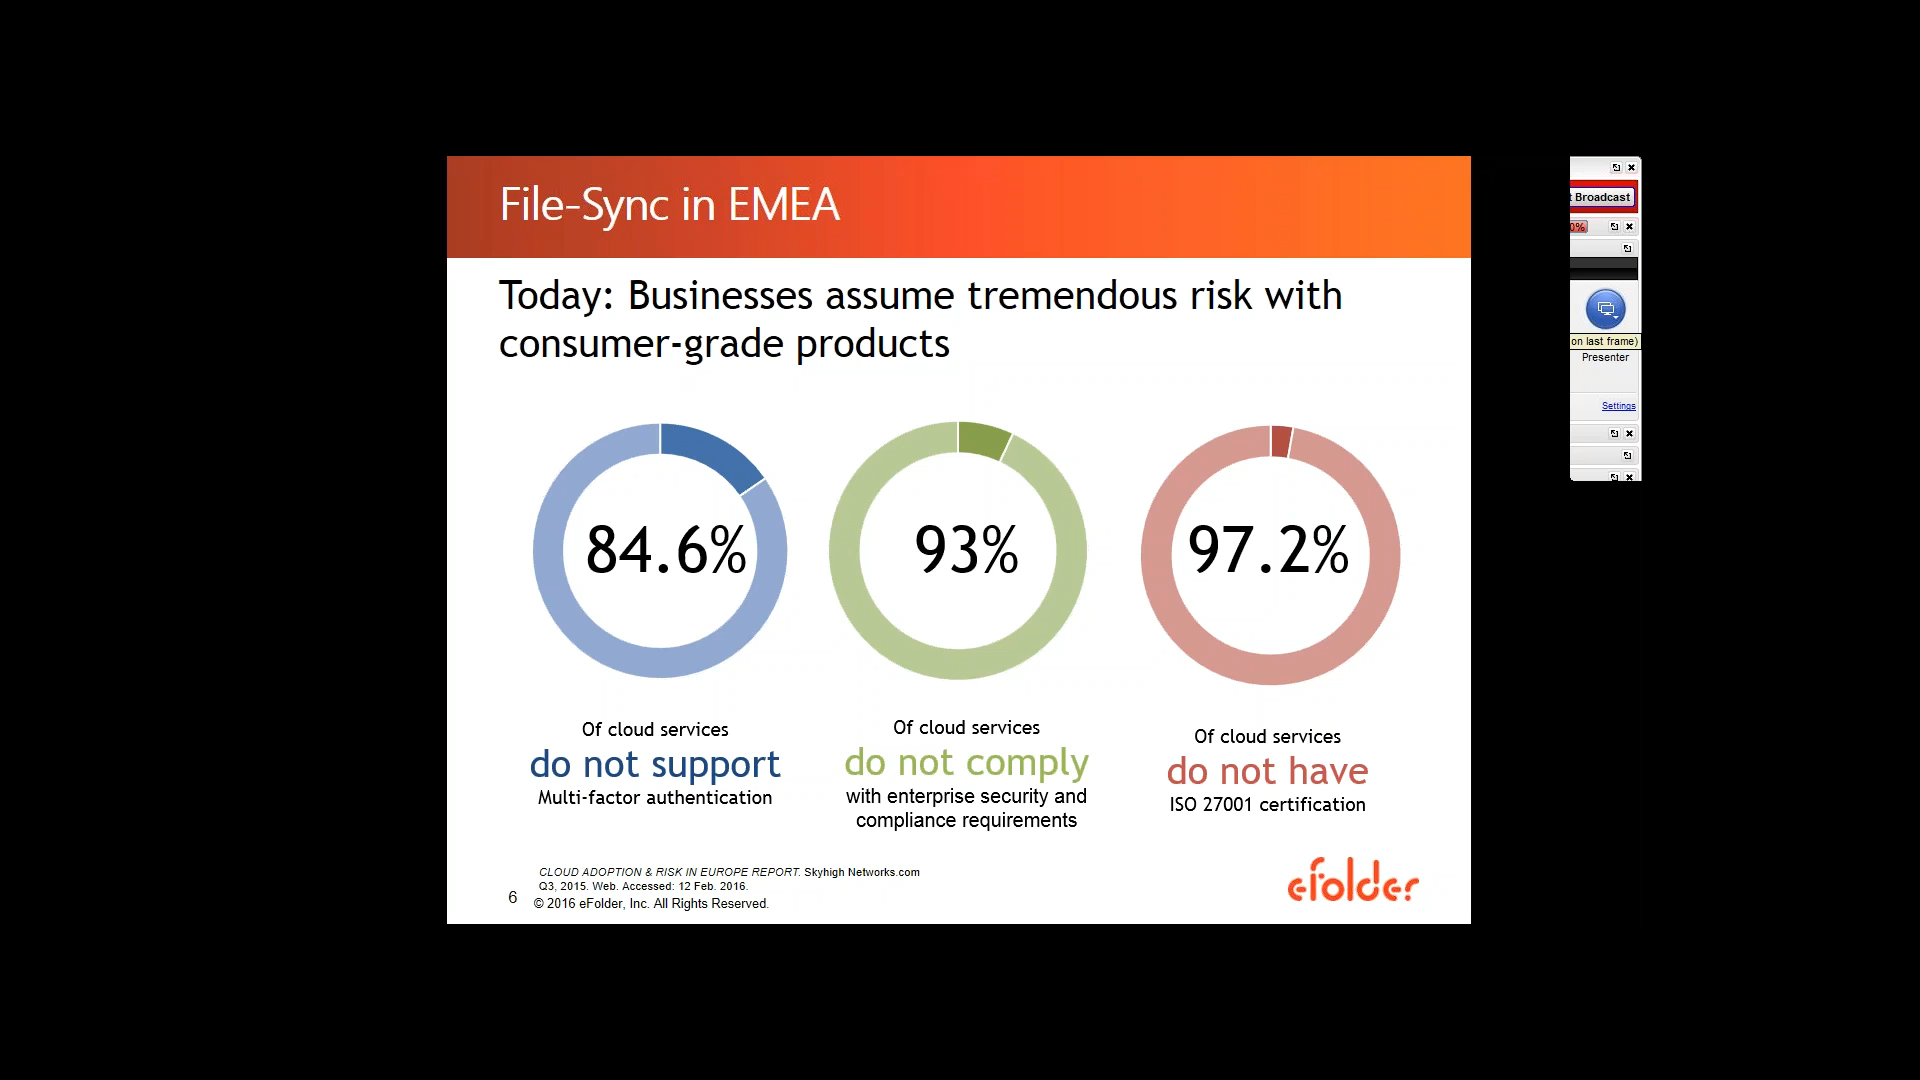 File-Sync in EMEA
Today: Businesses assume tremendous risk with
consumer-grade products
84.6%
Of cloud services
do not support
Multi-factor authentication
93%
Of cloud services
do not comply
with enterprise security and
compliance requirements
97.2%
Of cloud services
do not have
ISO 27001 certification
CLOUD ADOPTION & RISK IN EUROPE REPORT. Skyhigh Networks.com
Q3, 2015. Web. Accessed: 12 Feb. 2016.
6 © 2016 eFolder, Inc. All Rights Reserved.
efolder
t Broadcast
0%
on last frame)
Presenter
Settings